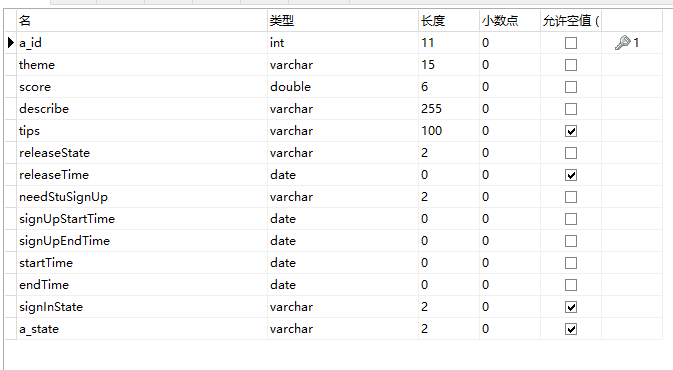 名 类型 长度 小数点 允许空值 (
a_id int 11 0 1
theme varchar 15 0
score double 6 0
describe varchar 255 0
tips varchar 100 0
releaseState varchar 2 0
releaseTime date 0 0
needStuSignUp varchar 2 0
signUpStartTime date 0 0
signUpEndTime date 0 0
startTime date 0 0
endTime date 0 0
signInState varchar 2 0
a_state varchar 2 0